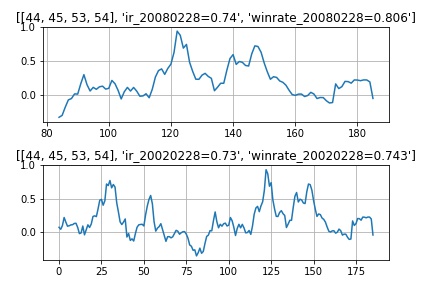 [[44, 45, 53, 54], 'ir_20080228=0.74', 'winrate_20080228=0.806']
1.0
0.5
0.0
80 100 120 140 160 180
[[44, 45, 53, 54], 'ir_20020228=0.73', 'winrate_20020228=0.743']
1.0
0.5
0.0
0 25 50 75 100 125 150 175